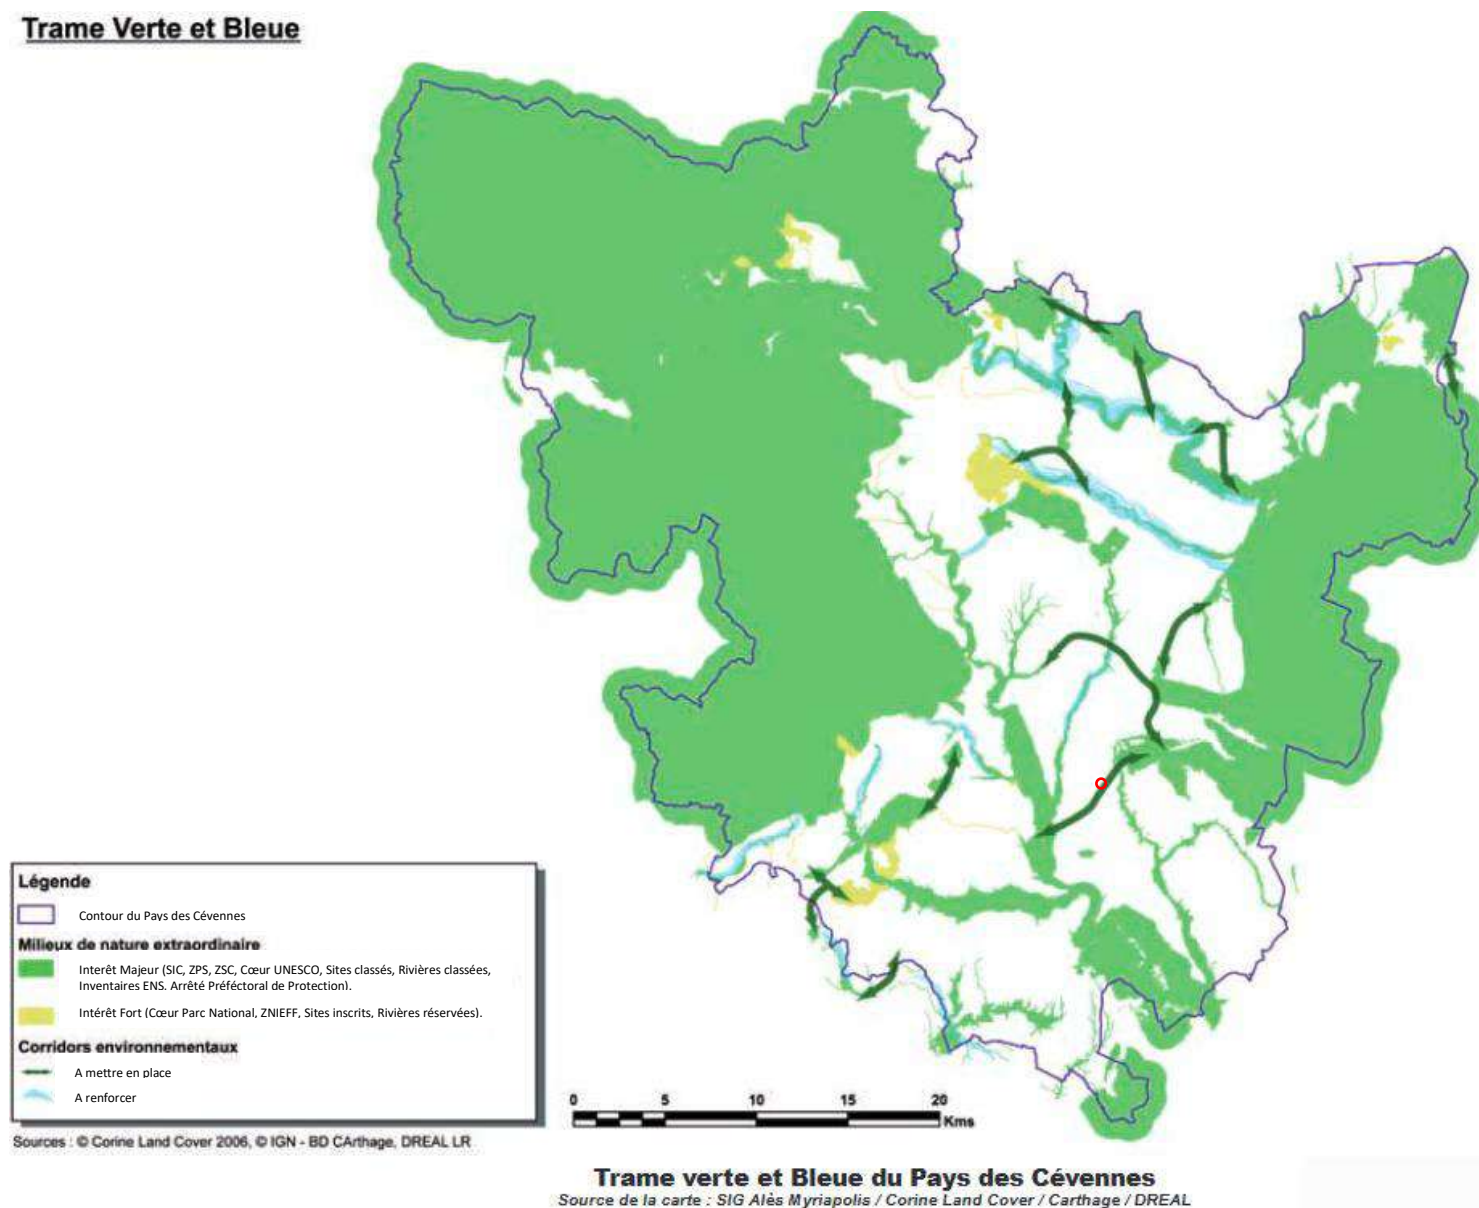 Trame Verte et Bleue
Légende
Contour du Pays des Cévennes
Milieux de nature extraordinaire
Interêt Majeur (SIC, ZPS, ZSC, Cœur UNESCO, Sites classés, Rivières classées,
Inventaires ENS. Arrêté Préféctoral de Protection).
Intérêt Fort (Cœur Parc National, ZNIEFF, Sites inscrits, Rivières réservées).
Corridors environnementaux
A mettre en place
A renforcer
Sources : © Corine Land Cover 2006, © IGN - BD CArthage, DREAL LR
0 5 10 15 20
Kms
Trame verte et Bleue du Pays des Cévennes
Source de la carte : SIG Alès Myriapolis / Corine Land Cover / Carthage / DREAL